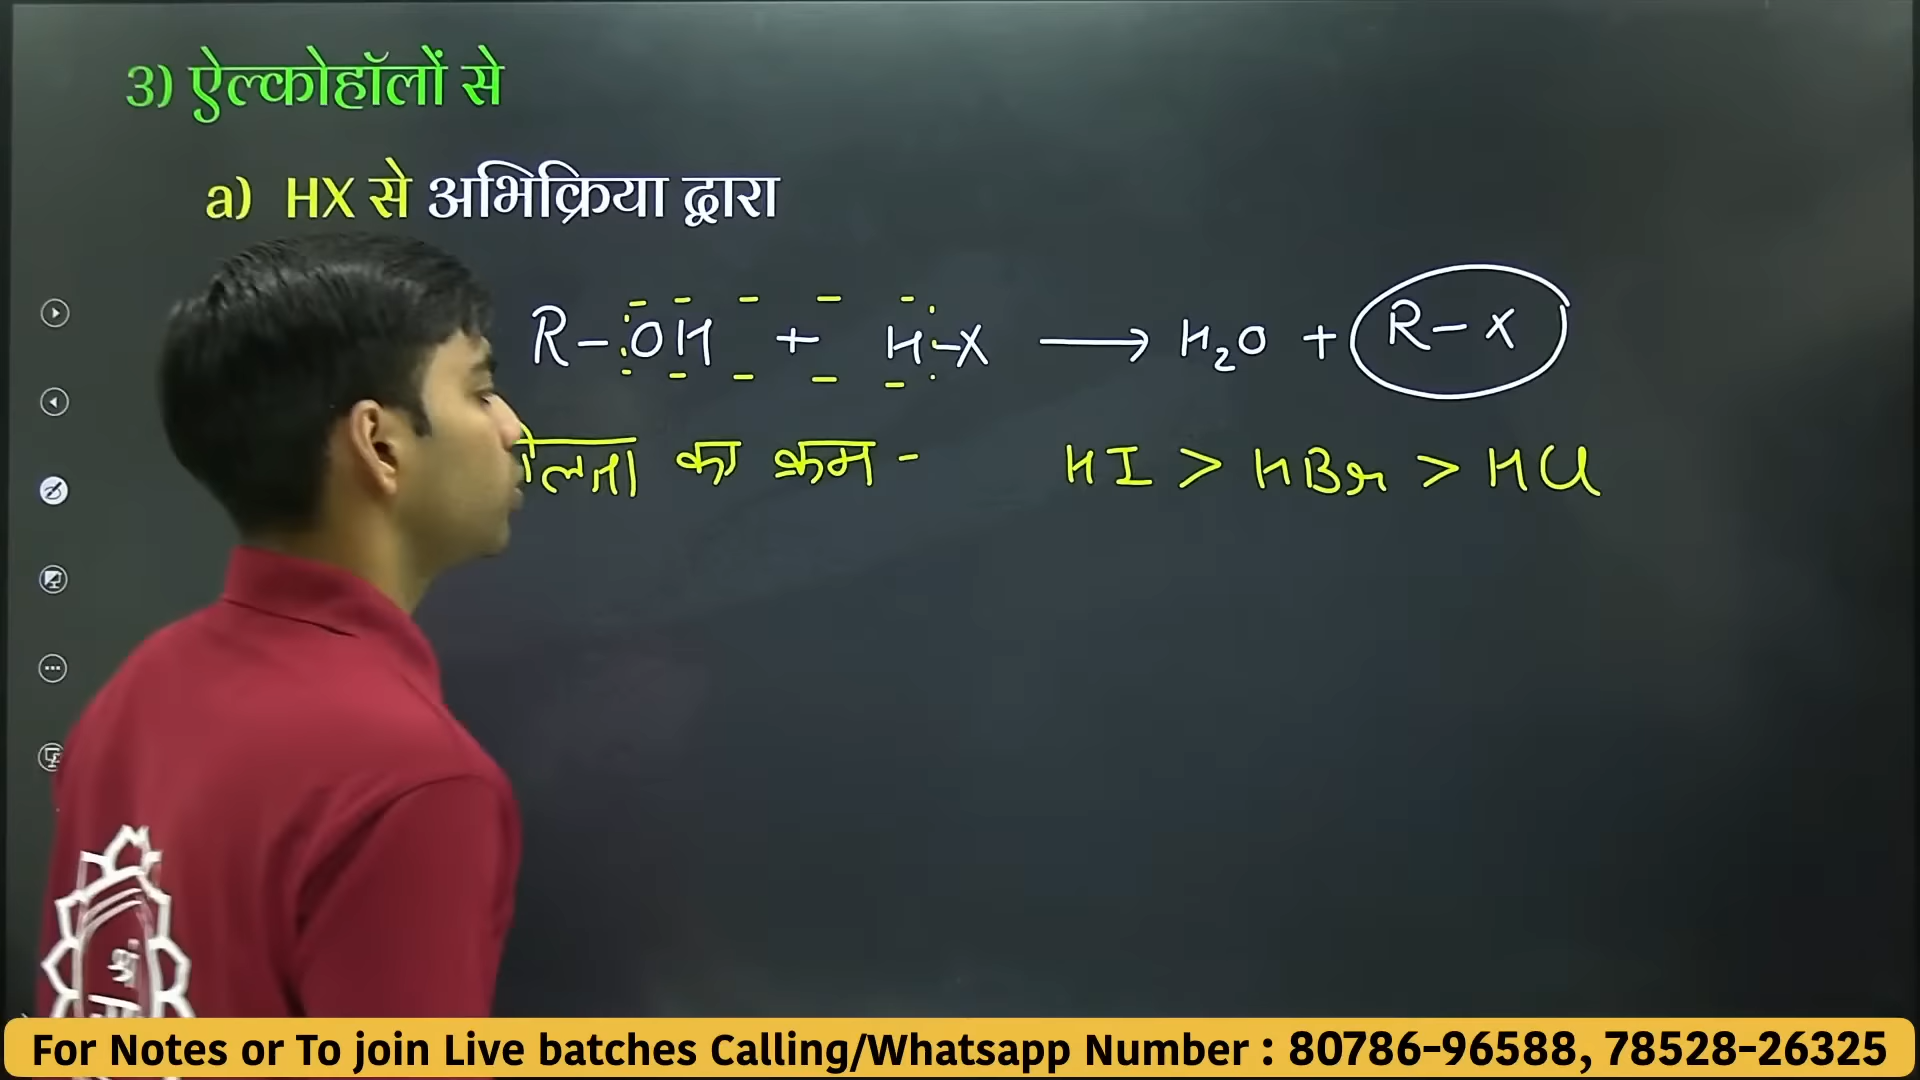 3) ऐल्कोहॉलों से
a) HX से अभिक्रिया द्वारा
R-OH + H-X ⟶ H₂O + R-X
का क्रम - HI > HBr > HCl
For Notes or To join Live batches Calling/Whatsapp Number : 80786-96588, 78528-26325